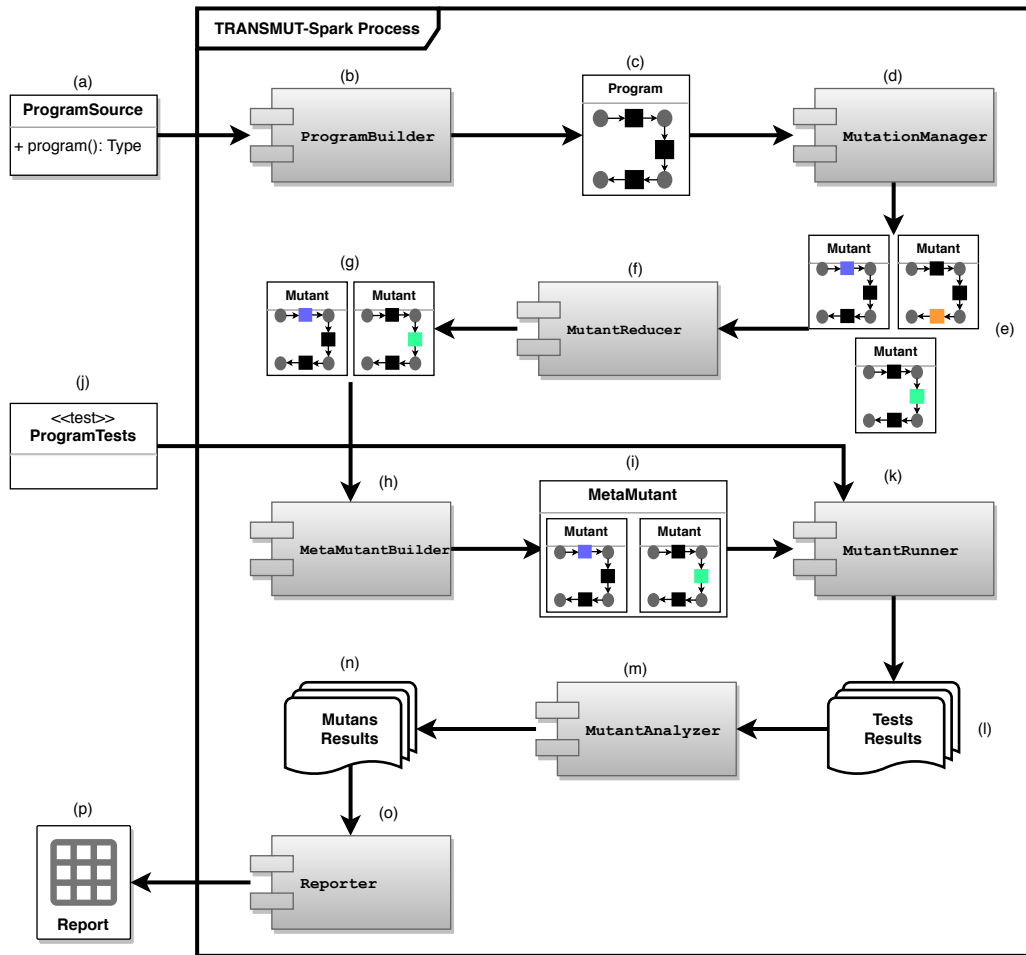 TRANSMUT-Spark Process
(a)
(b)
(c)
(d)
ProgramSource
+ program(): Type
ProgramBuilder
Program
MutationManager
(g)
(f)
Mutant
Mutant
(e)
Mutant
Mutant
Mutant
MutantReducer
Mutant
(j)
<<test>>
ProgramTests
(h)
(i)
(k)
MetaMutantBuilder
MetaMutant
Mutant
Mutant
MutantRunner
(n)
(m)
Mutans
Results
MutantAnalyzer
Tests
Results
(l)
(p)
(o)
Reporter
Report